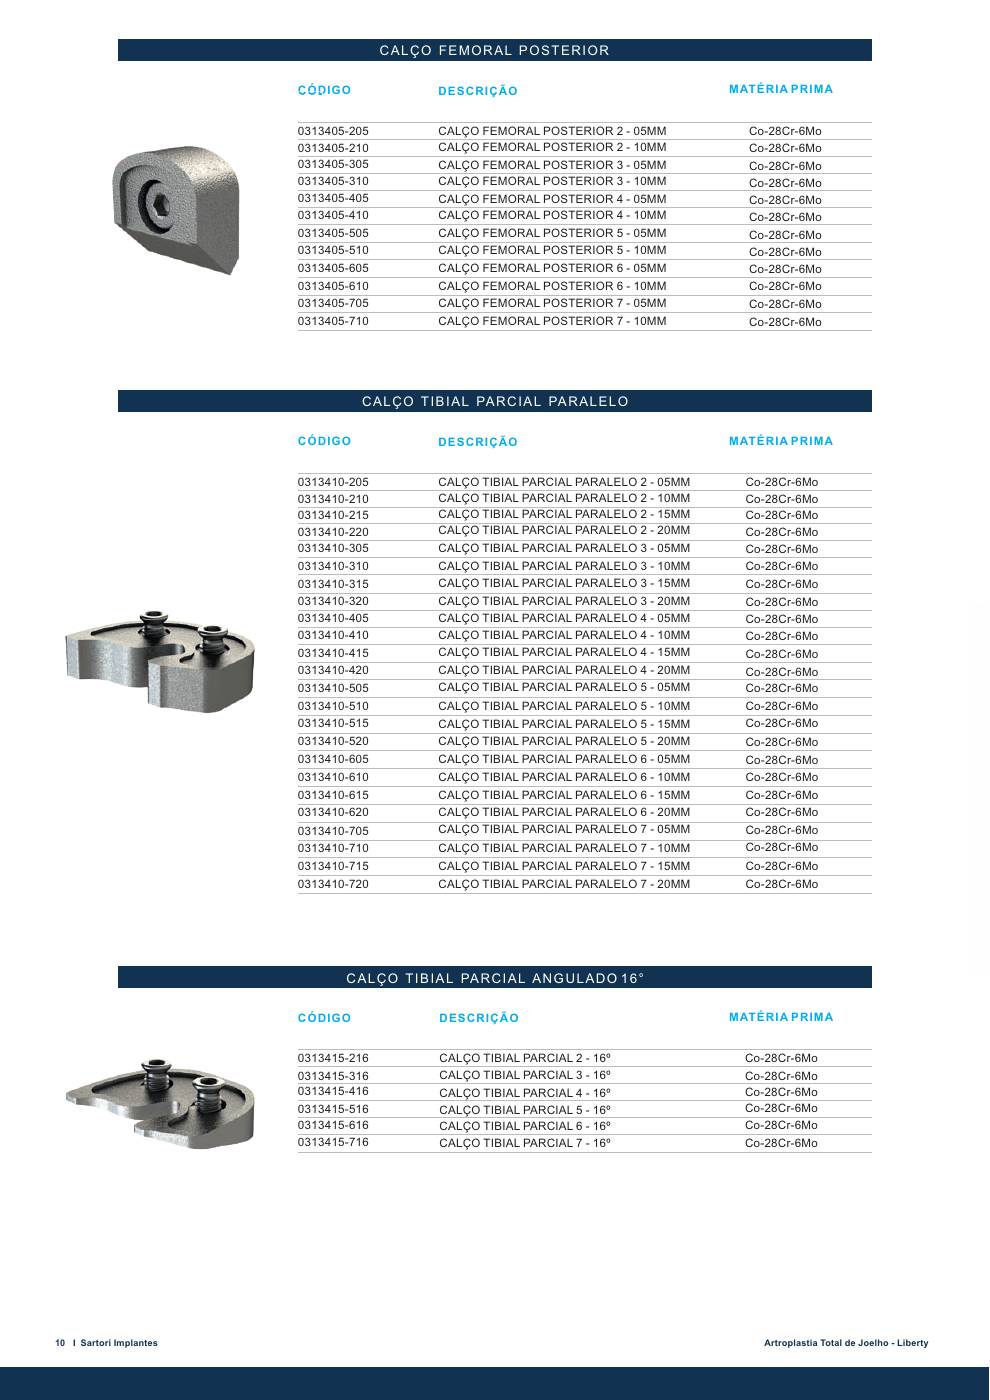 CALÇO FEMORAL POSTERIOR
CÓDIGO DESCRIÇÃO MATÉRIA PRIMA
0313405-205 CALÇO FEMORAL POSTERIOR 2 - 05MM Co-28Cr-6Mo
0313405-210 CALÇO FEMORAL POSTERIOR 2 - 10MM Co-28Cr-6Mo
0313405-305 CALÇO FEMORAL POSTERIOR 3 - 05MM Co-28Cr-6Mo
0313405-310 CALÇO FEMORAL POSTERIOR 3 - 10MM Co-28Cr-6Mo
0313405-405 CALÇO FEMORAL POSTERIOR 4 - 05MM Co-28Cr-6Mo
0313405-410 CALÇO FEMORAL POSTERIOR 4 - 10MM Co-28Cr-6Mo
0313405-505 CALÇO FEMORAL POSTERIOR 5 - 05MM Co-28Cr-6Mo
0313405-510 CALÇO FEMORAL POSTERIOR 5 - 10MM Co-28Cr-6Mo
0313405-605 CALÇO FEMORAL POSTERIOR 6 - 05MM Co-28Cr-6Mo
0313405-610 CALÇO FEMORAL POSTERIOR 6 - 10MM Co-28Cr-6Mo
0313405-705 CALÇO FEMORAL POSTERIOR 7 - 05MM Co-28Cr-6Mo
0313405-710 CALÇO FEMORAL POSTERIOR 7 - 10MM Co-28Cr-6Mo
CALÇO TIBIAL PARCIAL PARALELO
CÓDIGO DESCRIÇÃO MATÉRIA PRIMA
0313410-205 CALÇO TIBIAL PARCIAL PARALELO 2 - 05MM Co-28Cr-6Mo
0313410-210 CALÇO TIBIAL PARCIAL PARALELO 2 - 10MM Co-28Cr-6Mo
0313410-215 CALÇO TIBIAL PARCIAL PARALELO 2 - 15MM Co-28Cr-6Mo
0313410-220 CALÇO TIBIAL PARCIAL PARALELO 2 - 20MM Co-28Cr-6Mo
0313410-305 CALÇO TIBIAL PARCIAL PARALELO 3 - 05MM Co-28Cr-6Mo
0313410-310 CALÇO TIBIAL PARCIAL PARALELO 3 - 10MM Co-28Cr-6Mo
0313410-315 CALÇO TIBIAL PARCIAL PARALELO 3 - 15MM Co-28Cr-6Mo
0313410-320 CALÇO TIBIAL PARCIAL PARALELO 3 - 20MM Co-28Cr-6Mo
0313410-405 CALÇO TIBIAL PARCIAL PARALELO 4 - 05MM Co-28Cr-6Mo
0313410-410 CALÇO TIBIAL PARCIAL PARALELO 4 - 10MM Co-28Cr-6Mo
0313410-415 CALÇO TIBIAL PARCIAL PARALELO 4 - 15MM Co-28Cr-6Mo
0313410-420 CALÇO TIBIAL PARCIAL PARALELO 4 - 20MM Co-28Cr-6Mo
0313410-505 CALÇO TIBIAL PARCIAL PARALELO 5 - 05MM Co-28Cr-6Mo
0313410-510 CALÇO TIBIAL PARCIAL PARALELO 5 - 10MM Co-28Cr-6Mo
0313410-515 CALÇO TIBIAL PARCIAL PARALELO 5 - 15MM Co-28Cr-6Mo
0313410-520 CALÇO TIBIAL PARCIAL PARALELO 5 - 20MM Co-28Cr-6Mo
0313410-605 CALÇO TIBIAL PARCIAL PARALELO 6 - 05MM Co-28Cr-6Mo
0313410-610 CALÇO TIBIAL PARCIAL PARALELO 6 - 10MM Co-28Cr-6Mo
0313410-615 CALÇO TIBIAL PARCIAL PARALELO 6 - 15MM Co-28Cr-6Mo
0313410-620 CALÇO TIBIAL PARCIAL PARALELO 6 - 20MM Co-28Cr-6Mo
0313410-705 CALÇO TIBIAL PARCIAL PARALELO 7 - 05MM Co-28Cr-6Mo
0313410-710 CALÇO TIBIAL PARCIAL PARALELO 7 - 10MM Co-28Cr-6Mo
0313410-715 CALÇO TIBIAL PARCIAL PARALELO 7 - 15MM Co-28Cr-6Mo
0313410-720 CALÇO TIBIAL PARCIAL PARALELO 7 - 20MM Co-28Cr-6Mo
CALÇO TIBIAL PARCIAL ANGULADO 16°
CÓDIGO DESCRIÇÃO MATÉRIA PRIMA
0313415-216 CALÇO TIBIAL PARCIAL 2 - 16º Co-28Cr-6Mo
0313415-316 CALÇO TIBIAL PARCIAL 3 - 16º Co-28Cr-6Mo
0313415-416 CALÇO TIBIAL PARCIAL 4 - 16º Co-28Cr-6Mo
0313415-516 CALÇO TIBIAL PARCIAL 5 - 16º Co-28Cr-6Mo
0313415-616 CALÇO TIBIAL PARCIAL 6 - 16º Co-28Cr-6Mo
0313415-716 CALÇO TIBIAL PARCIAL 7 - 16º Co-28Cr-6Mo
10 I Sartori Implantes Artroplastia Total de Joelho - Liberty